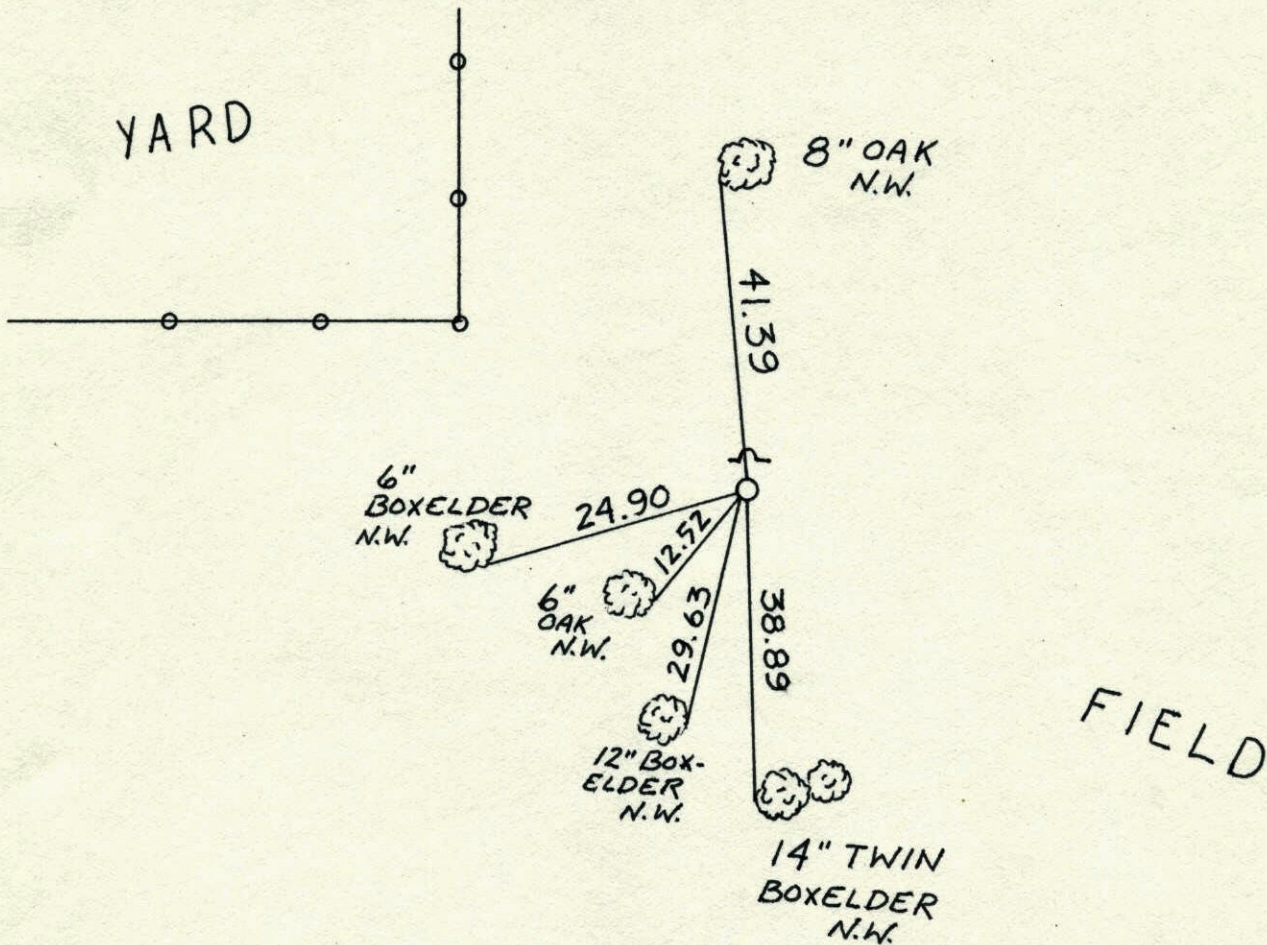 YARD
8" OAK
N.W.
41.39
6"
BOXELDER
N.W.
24.90
12.52
6"
OAK
N.W.
29.63
38.89
12" BOX-
ELDER
N.W.
FIELD
14" TWIN
BOXELDER
N.W.